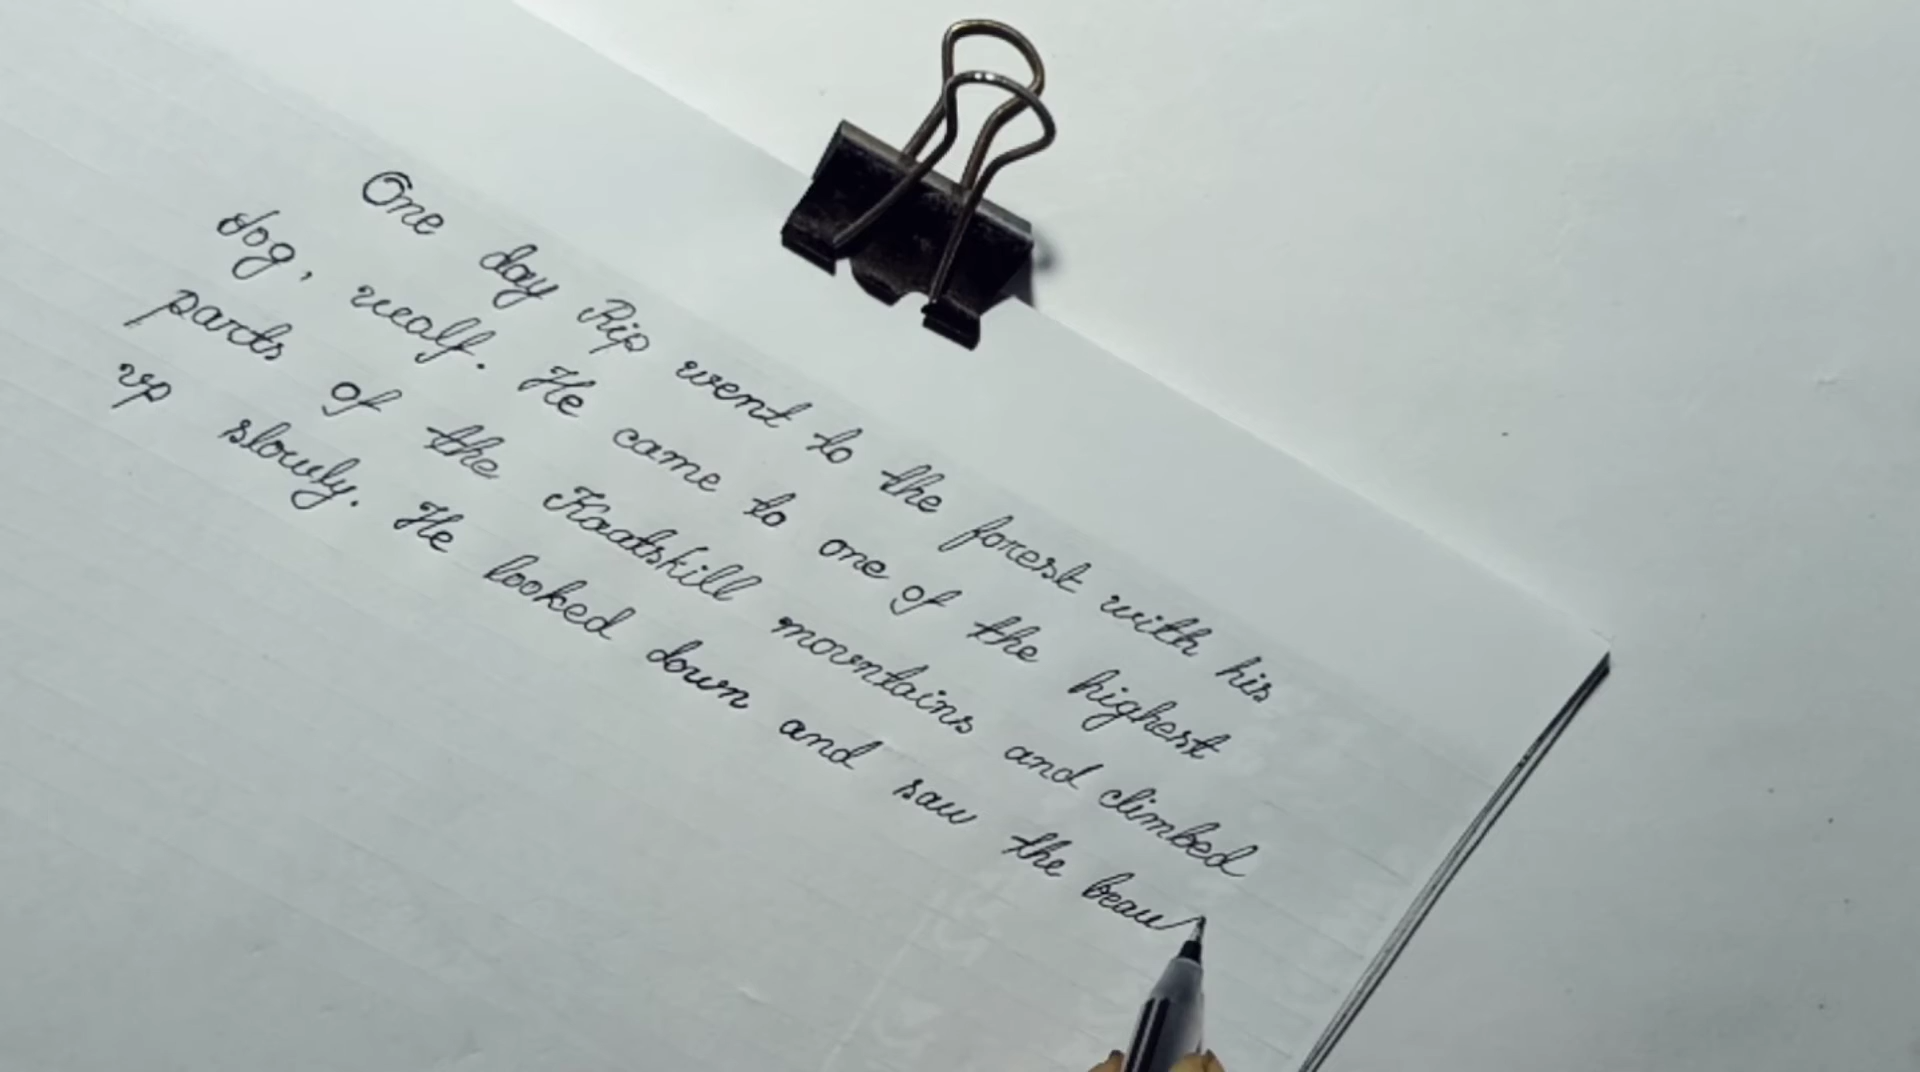 One day Rip went to the forest with his
dog, wealf. He came to one of the highest
parts of the Kaatskill mountains and climbed
up slowly. He looked down and saw the beau